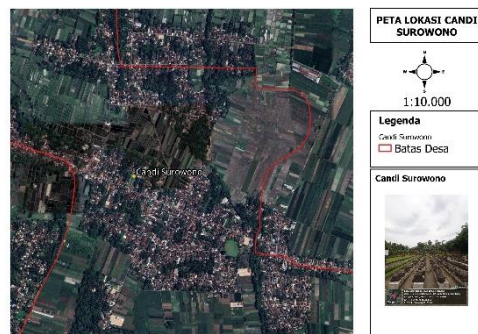 PETA LOKASI CANDI
SUROWONO
N
W
E
S
1:10.000
Legenda
Candi Surowono
Batas Desa
Candi Surowono
Candi Surowono